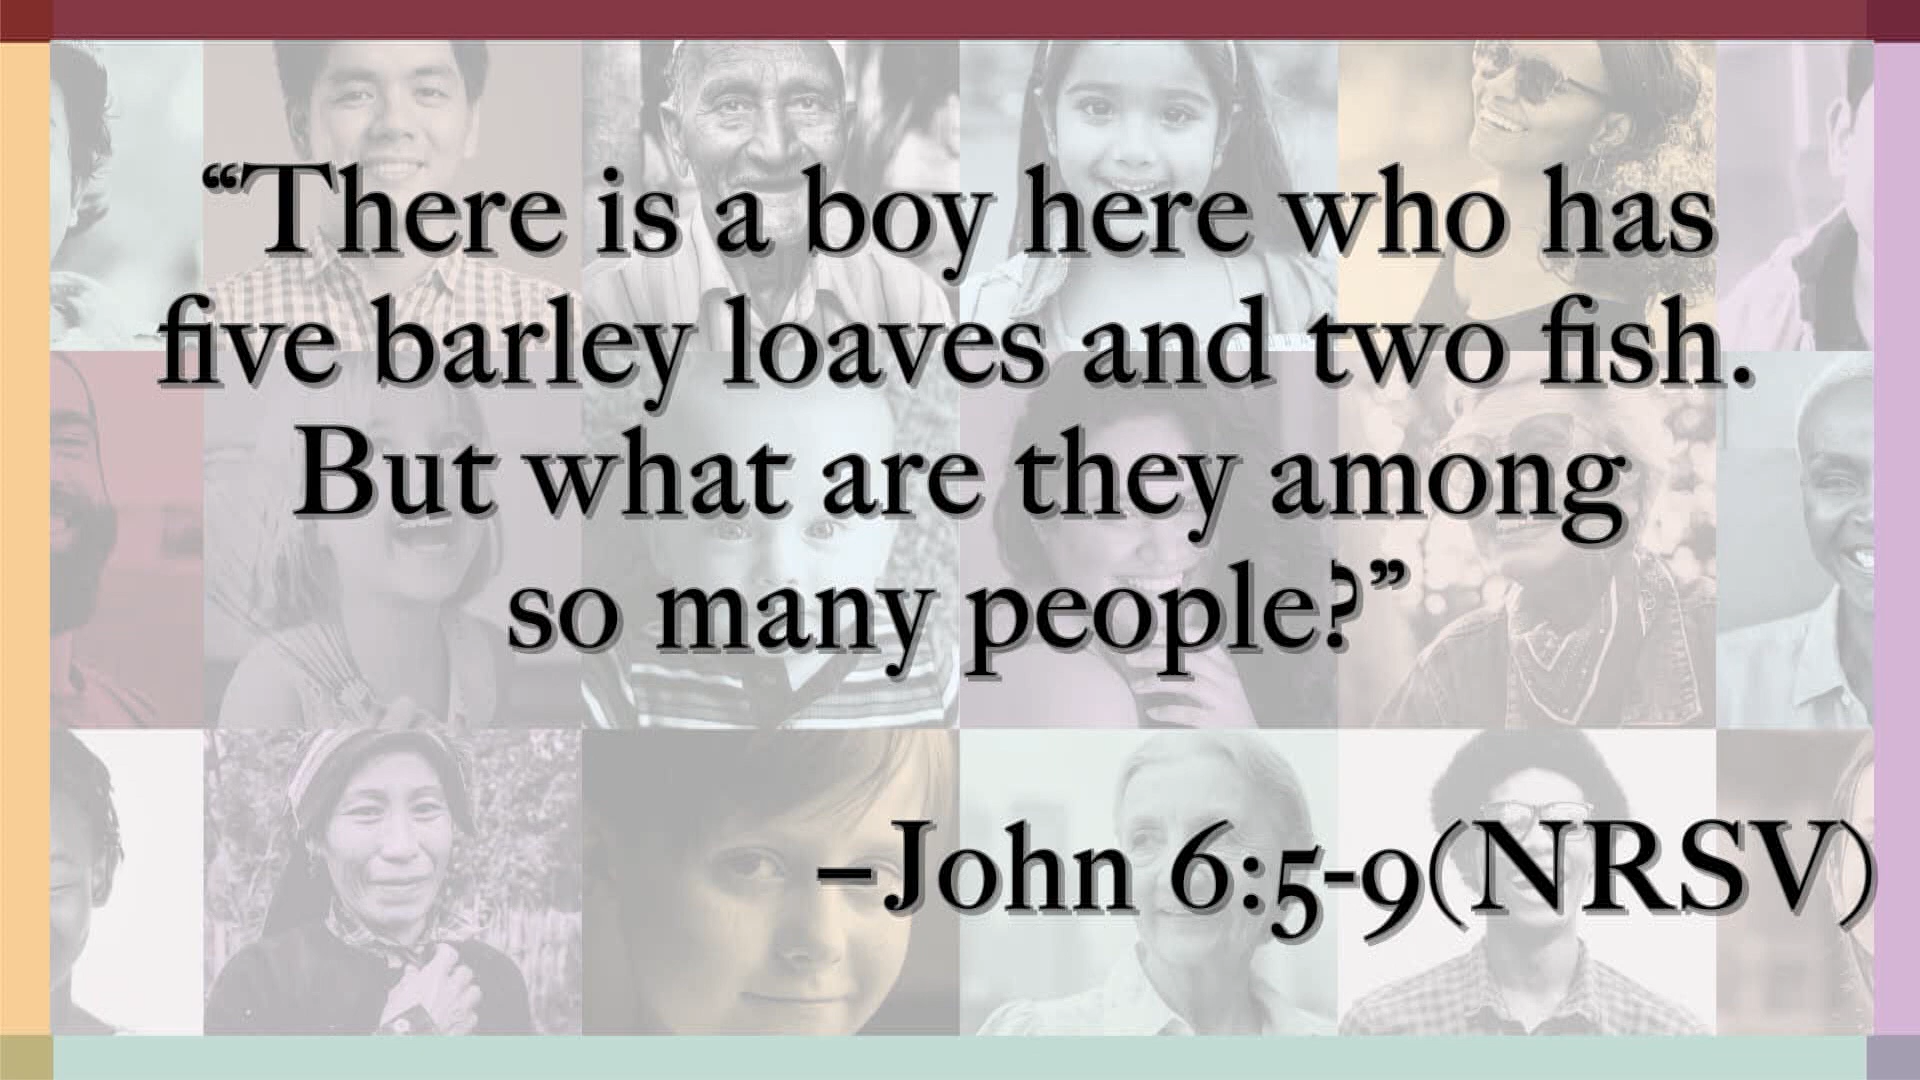 “There is a boy here who has
five barley loaves and two fish.
But what are they among
so many people?”
–John 6:5-9(NRSV)